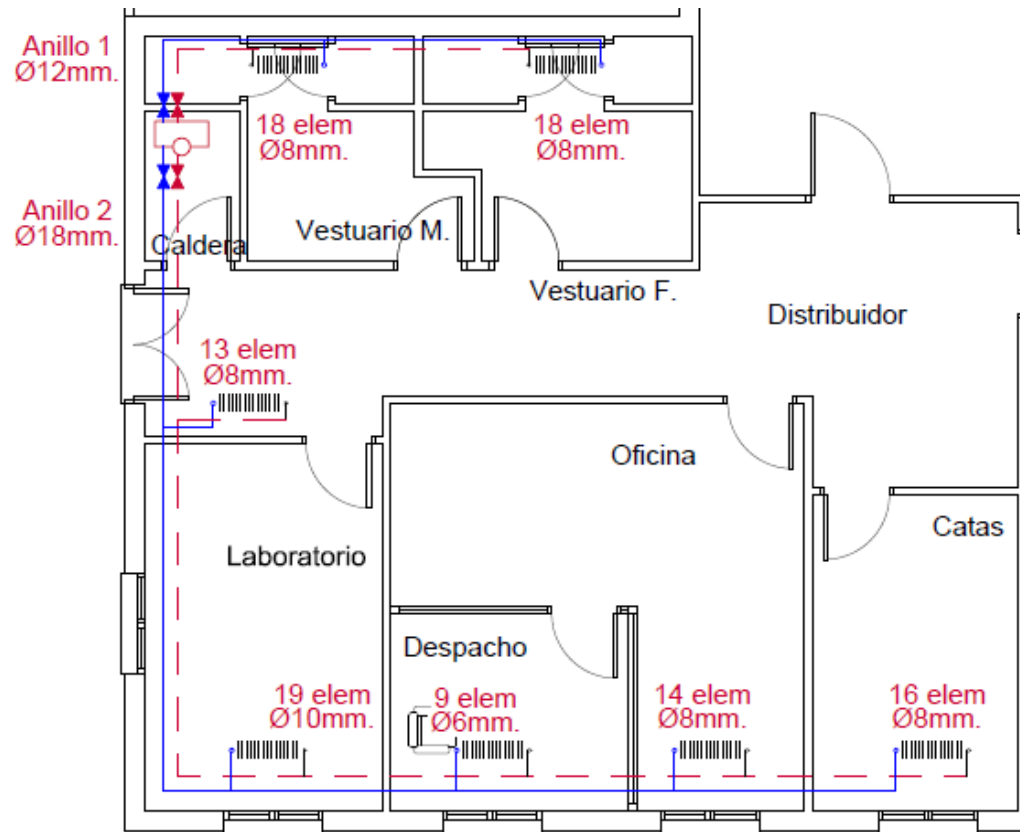 Anillo 1
Ø12mm.
18 elem
Ø8mm.
18 elem
Ø8mm.
Anillo 2
Ø18mm.
Caldera
Vestuario M.
Vestuario F.
Distribuidor
13 elem
Ø8mm.
Oficina
Catas
Laboratorio
Despacho
19 elem
Ø10mm.
9 elem
Ø6mm.
14 elem
Ø8mm.
16 elem
Ø8mm.